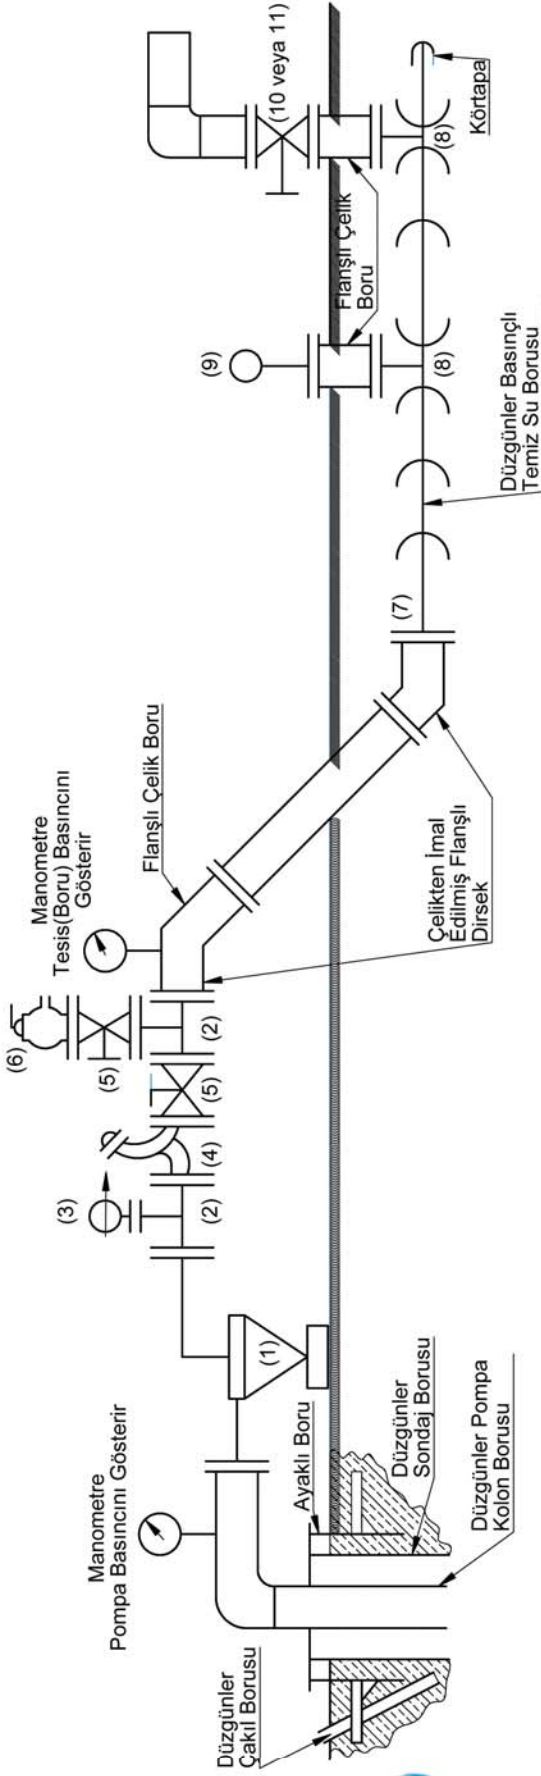 Düzgünler
Çakıl Borusu
Manometre
Pompa Basıncını Gösterir
Ayaklı Boru
Düzgünler
Sondaj Borusu
Düzgünler Pompa
Kolon Borusu
(1)
(2)
(3)
(4)
(5)
(2)
(5)
(6)
Manometre
Tesis(Boru) Basıncını
Gösterir
Flanşlı Çelik Boru
Çelikten İmal
Edilmiş Flanşlı
Dirsek
(7)
Düzgünler Basınçlı
Temiz Su Borusu
(8)
(9)
Flanşlı Çelik
Boru
(10 veya 11)
(8)
Körtapa